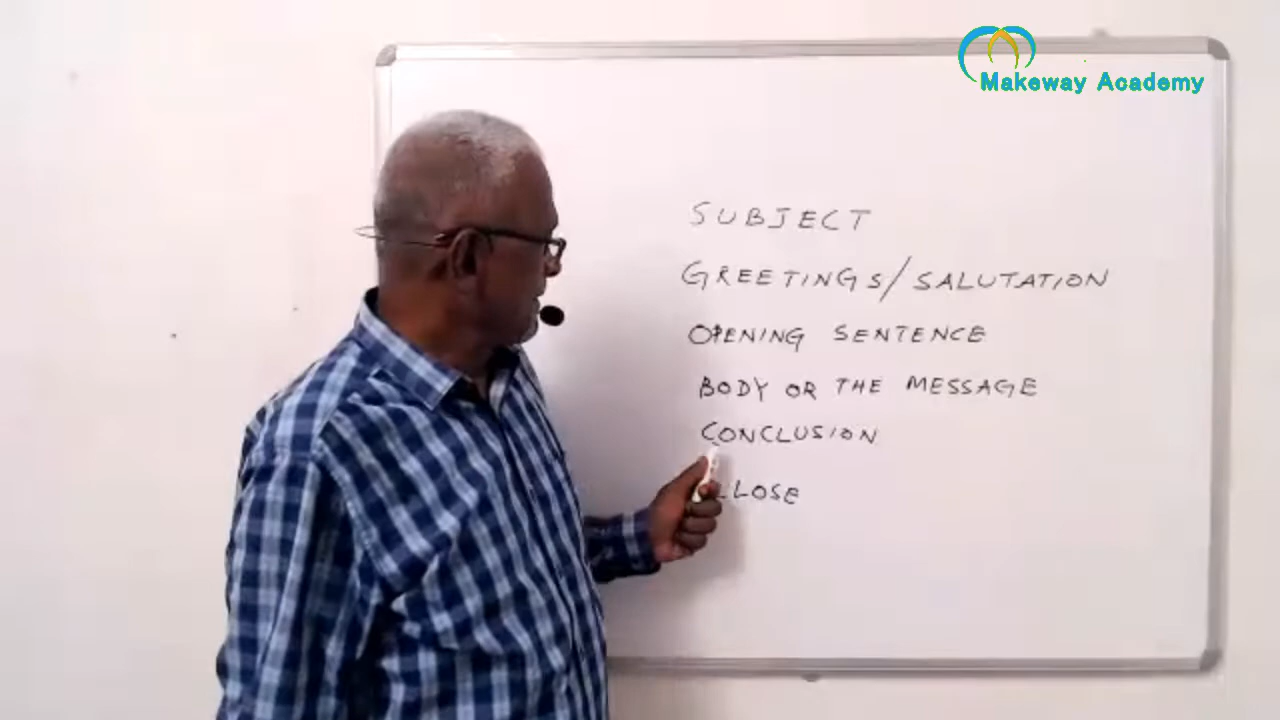 Makeway Academy
SUBJECT
GREETINGS/SALUTATION
OPENING SENTENCE
BODY OR THE MESSAGE
CONCLUSION
CLOSE